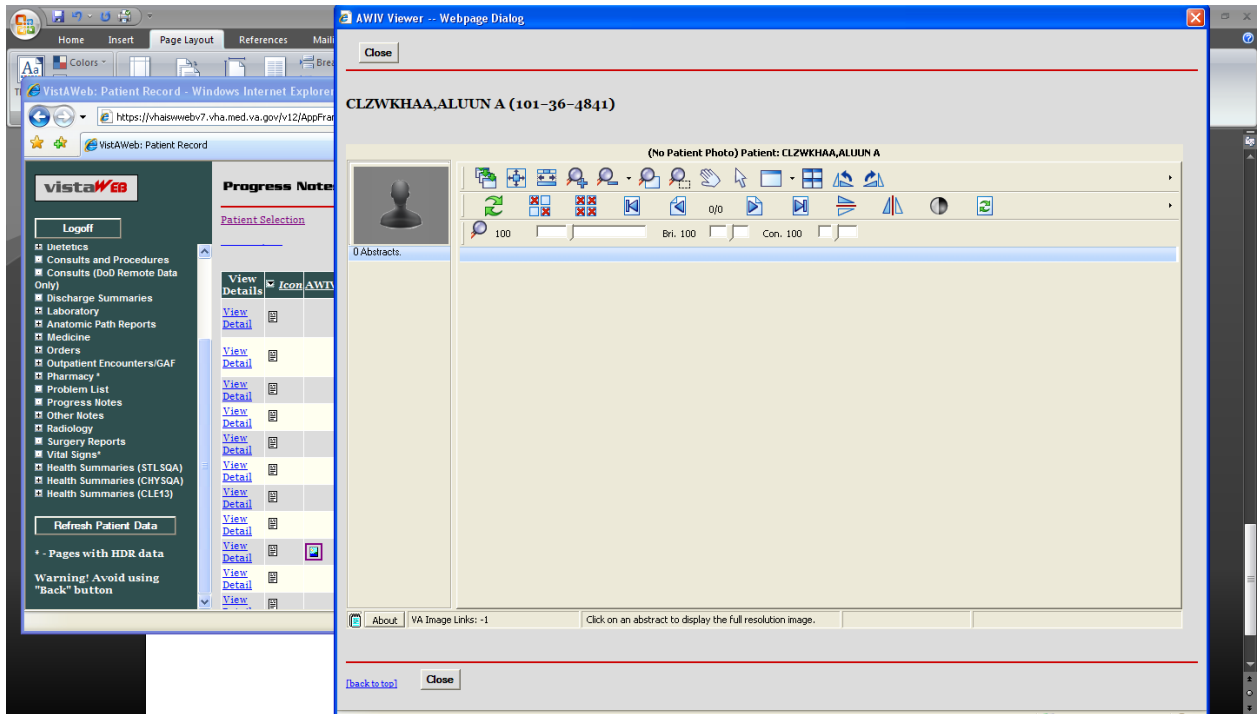 AWIV Viewer -- Webpage Dialog
Home Insert Page Layout References Maili
Close
Colors
Aa
Brea
VistAWeb: Patient Record - Windows Internet Explorer
CLZWKHAA,ALUUN A (101-36-4841)
https://vhaiswwebv7.vha.med.va.gov/v12/AppFrar
VistAWeb: Patient Record
(No Patient Photo) Patient: CLZWKHAA,ALUUN A
vistaWEB
Progress Note
Patient Selection
Logoff
0/0
100 Bri. 100 Con. 100
0 Abstracts.
Dietetics
Consults and Procedures
Consults (DoD Remote Data
Only)
Discharge Summaries
Laboratory
Anatomic Path Reports
Medicine
Orders
Outpatient Encounters/GAF
Pharmacy *
Problem List
Progress Notes
Other Notes
Radiology
Surgery Reports
Vital Signs*
Health Summaries (STLSQA)
Health Summaries (CHYSQA)
Health Summaries (CLE13)
Refresh Patient Data
* - Pages with HDR data
Warning! Avoid using
"Back" button
View
Details
Icon AWIV
View
Detail
View
Detail
View
Detail
View
Detail
View
Detail
View
Detail
View
Detail
View
Detail
View
Detail
View
Detail
View
About VA Image Links: -1 Click on an abstract to display the full resolution image.
[back to top] Close